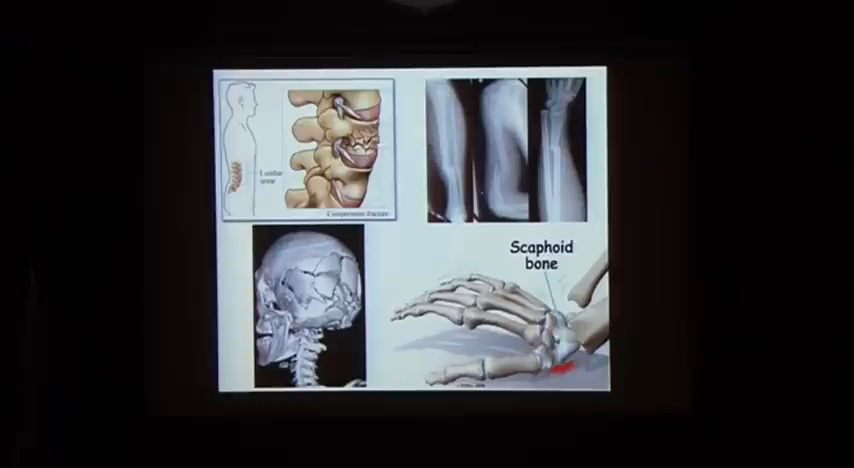 Lumbar
spine
Compression fracture
Scaphoid
bone